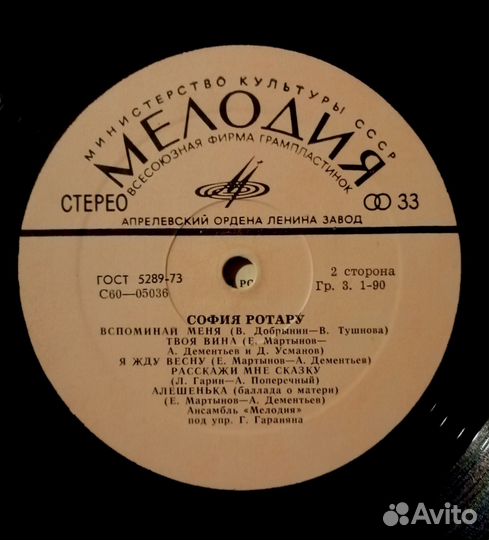 МИНИСТЕРСТВО КУЛЬТУРЫ СССР
МЕЛОДИЯ
ВСЕСОЮЗНАЯ ФИРМА ГРАМПЛАСТИНОК
СТЕРЕО
33
АПРЕЛЕВСКИЙ ОРДЕНА ЛЕНИНА ЗАВОД
ГОСТ 5289-73
С60—05036
РО
2 сторона
Гр. 3. 1-90
СОФИЯ РОТАРУ
ВСПОМИНАЙ МЕНЯ (В. Добрынин—В. Тушнова)
ТВОЯ ВИНА (Е. Мартынов—
А. Дементьев и Д. Усманов)
Я ЖДУ ВЕСНУ (Е. Мартынов—А. Дементьев)
РАССКАЖИ МНЕ СКАЗКУ
(Л. Гарин—А. Поперечный)
АЛЕШЕНЬКА (баллада о матери)
(Е. Мартынов—А. Дементьев)
Ансамбль «Мелодия»
под упр. Г. Гараняна
Avito